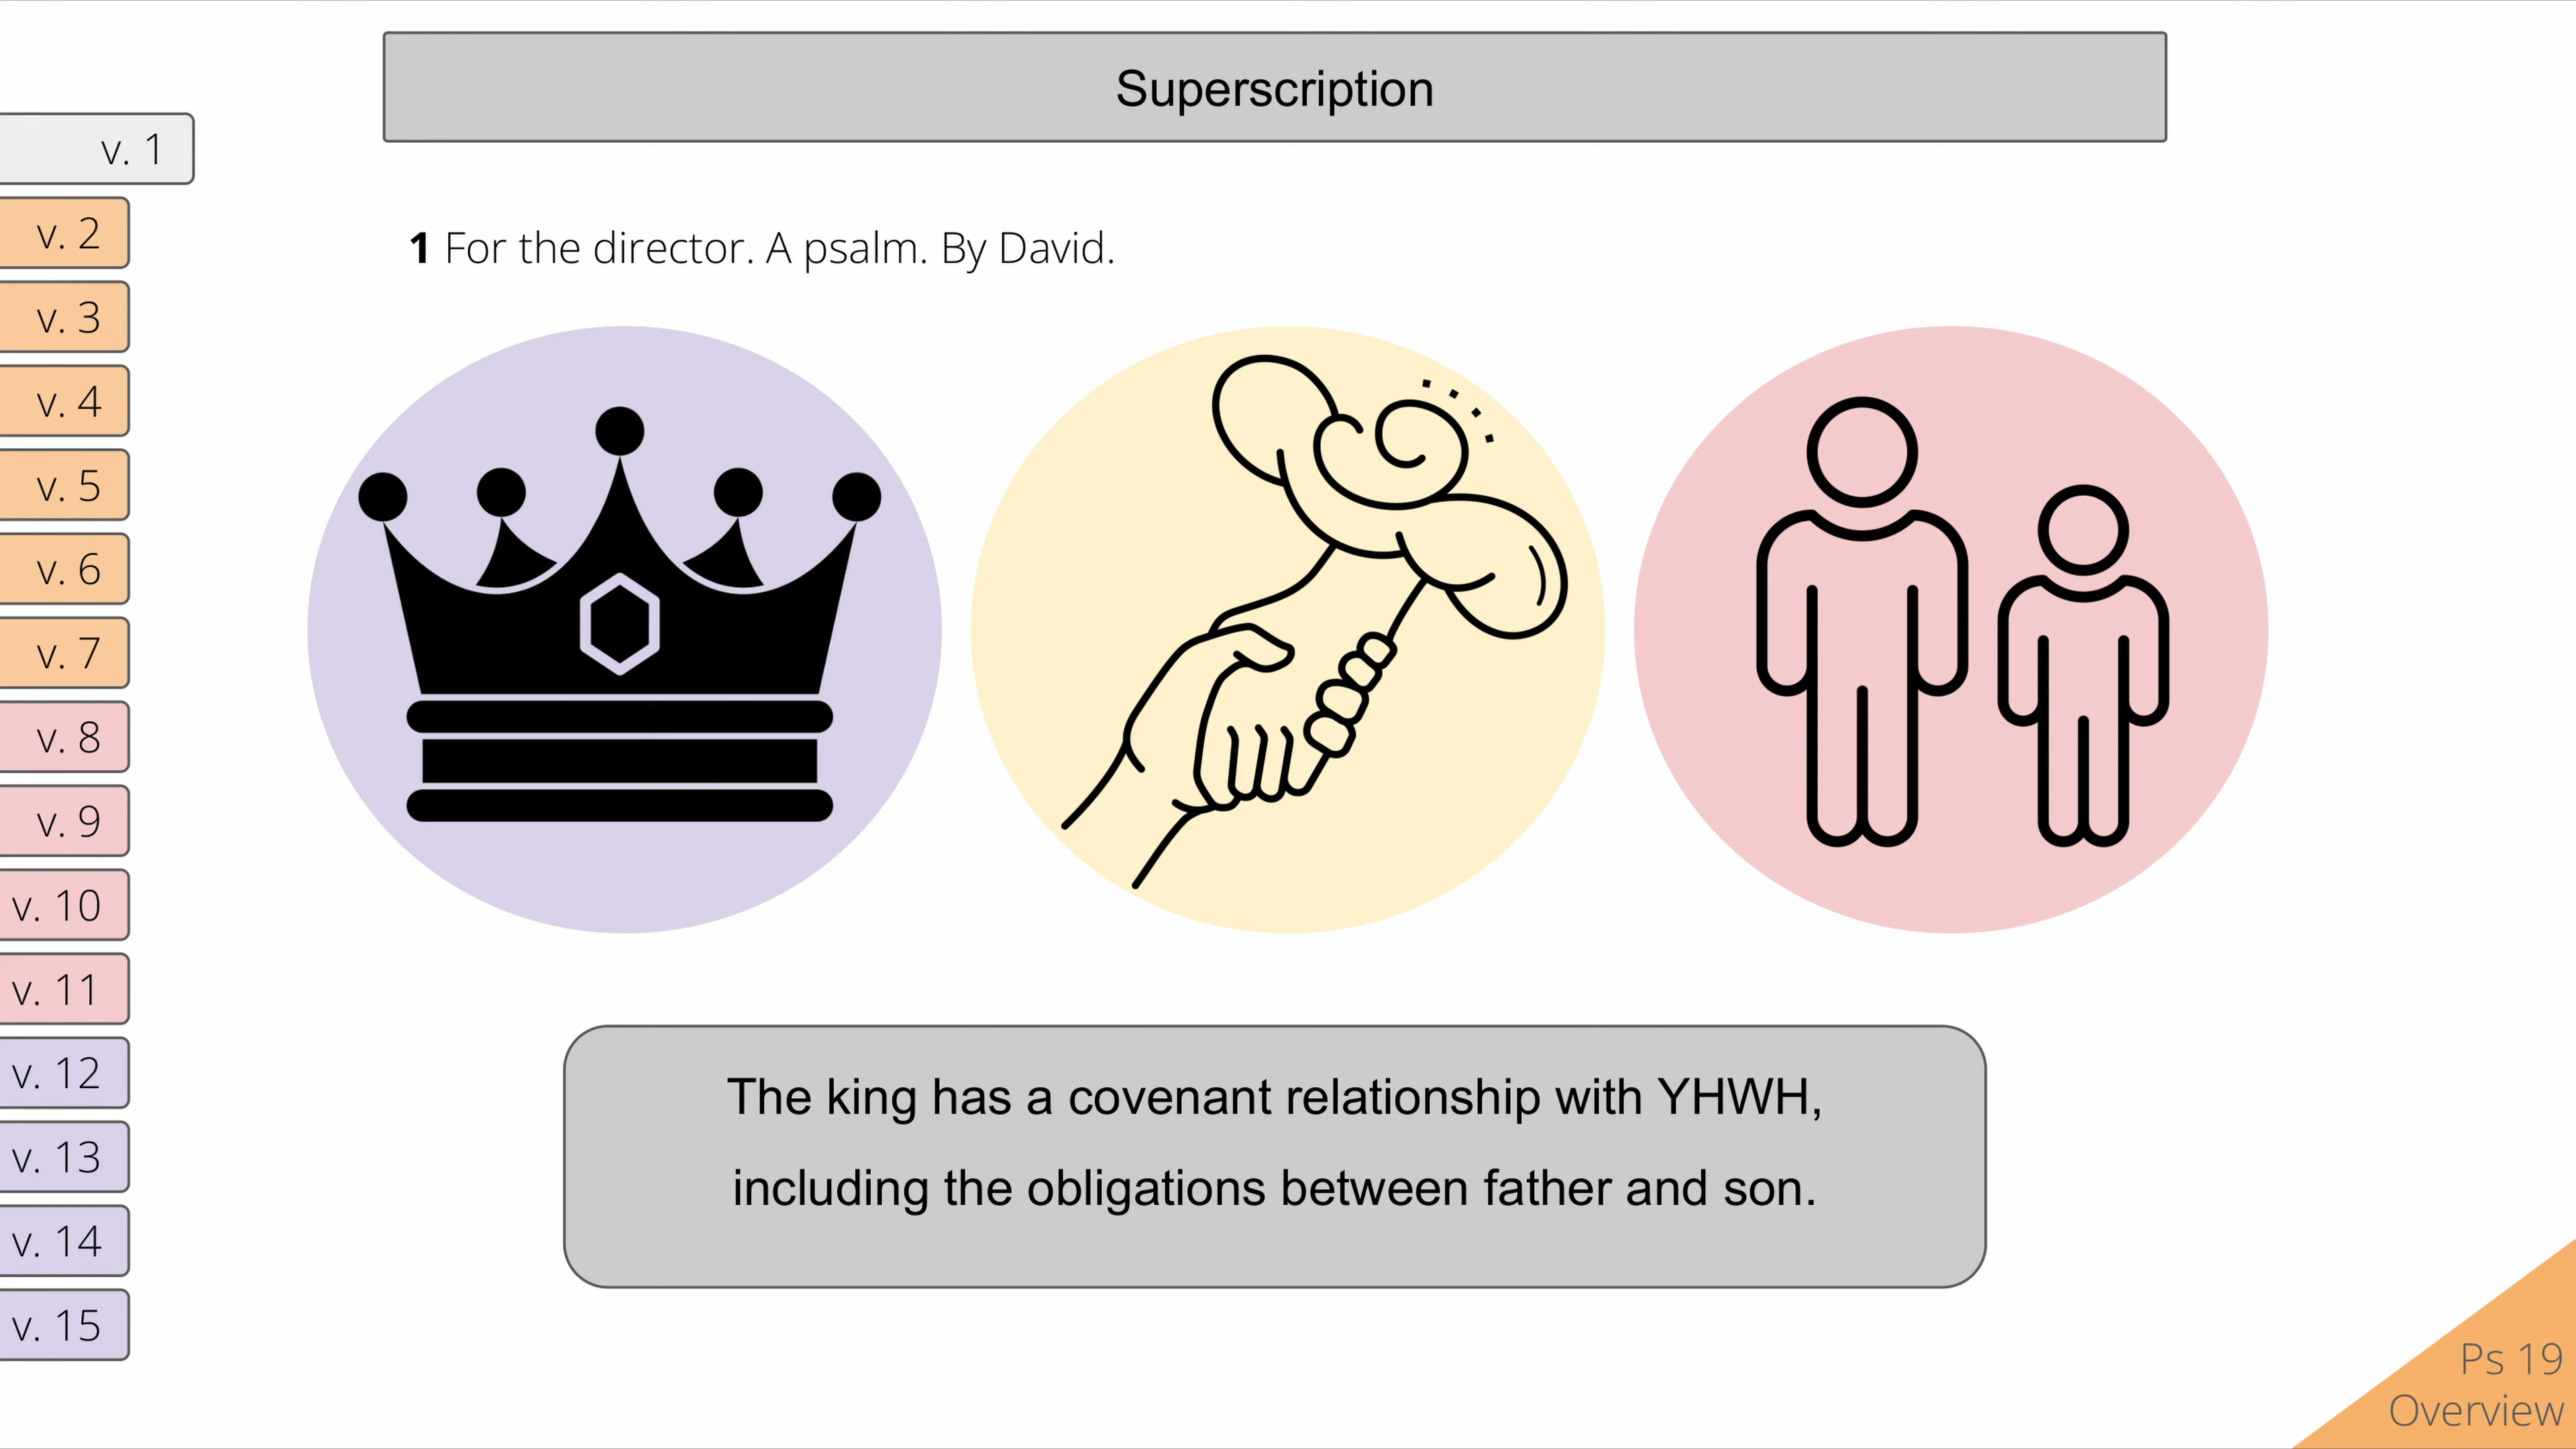 Superscription
v. 1
v. 2
v. 3
v. 4
v. 5
v. 6
v. 7
v. 8
v. 9
v. 10
v. 11
v. 12
v. 13
v. 14
v. 15
1 For the director. A psalm. By David.
The king has a covenant relationship with YHWH,
including the obligations between father and son.
Ps 19
Overview